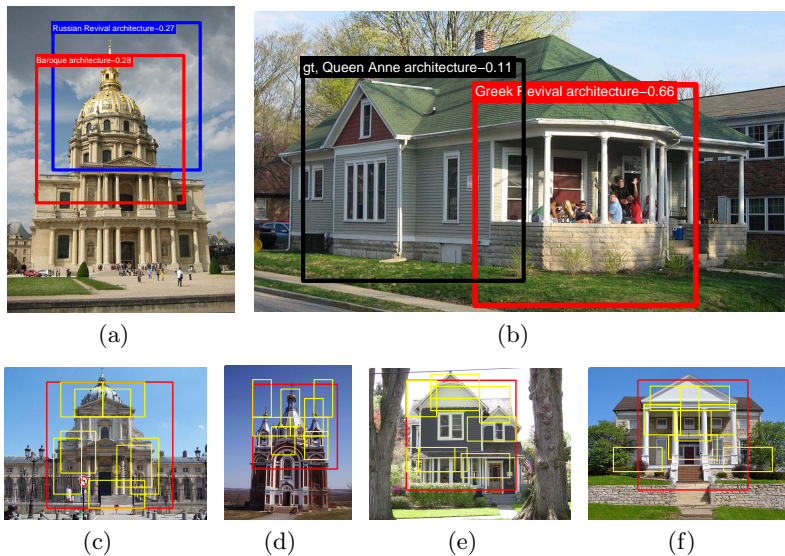 Russian Revival architecture−0.27
Baroque architecture−0.28
gt, Queen Anne architecture−0.11
Greek Revival architecture−0.66
(a)
(b)
(c)
(d)
(e)
(f)